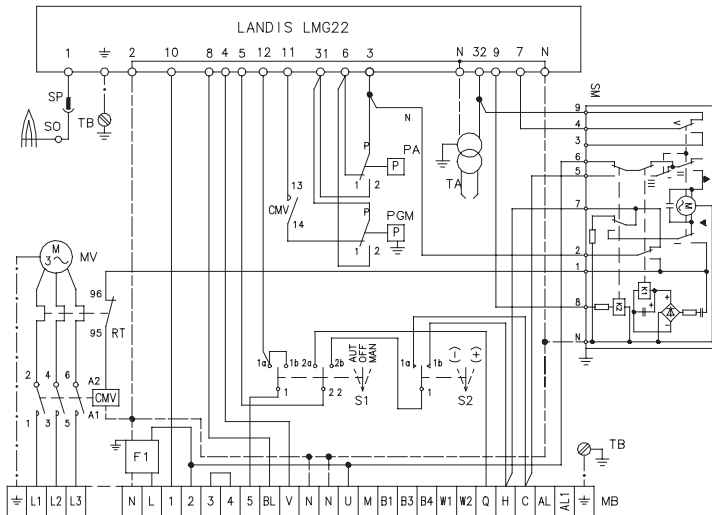 LANDIS LMG22
1 ⏚ 2 10 8 4 5 12 11 31 6 3 N 32 9 7 N
SP
SO
TB
N
P
PA
1 2
P
TA
13
CMV
14
P
PGM
P
1 2
SM
9
4
<
3
6
5
III
II
M
7
2
1
8
K2
K1
+
+
-
N
M
3
MV
96
95
RT
2 4 6 A2
CMV
1 3 5 A1
1a 1b 2a 2b
AUT
OFF
MAN
1 2 2
S1
1a 1b
(-)
(+)
1
S2
F1
TB
L1 L2 L3 N L 1 2 3 4 5 BL V N N U M B1 B3 B4 W1 W2 Q H C AL AL1 MB